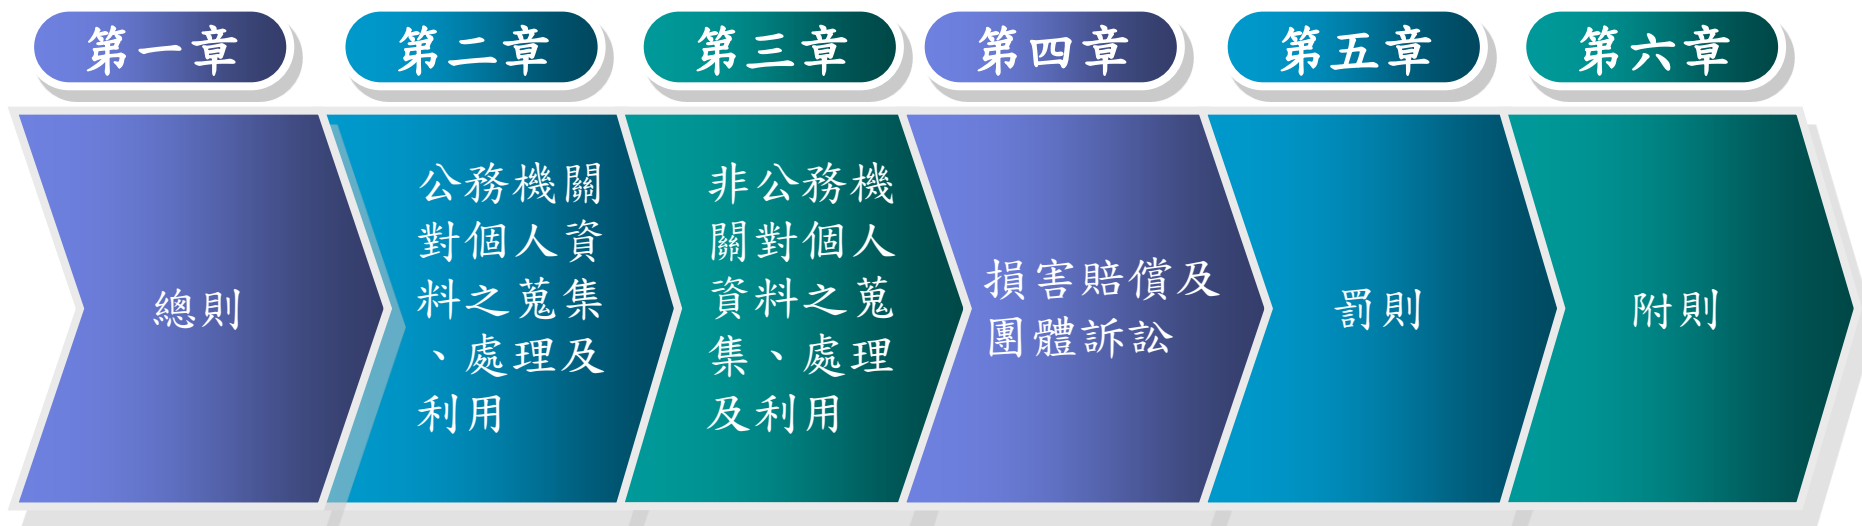 第一章
第二章
第三章
第四章
第五章
第六章
總則
公務機關
對個人資
料之蒐集
、處理及
利用
非公務機
關對個人
資料之蒐
集、處理
及利用
損害賠償及
團體訴訟
罰則
附則